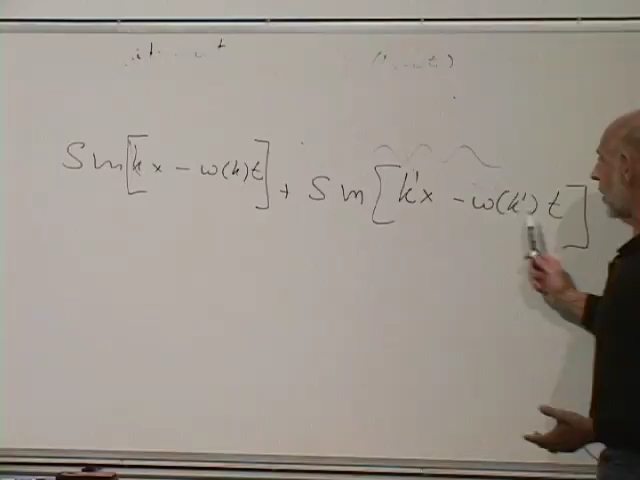 Sin[kx - ω(k)t] + Sin[k'x - ω(k')t]